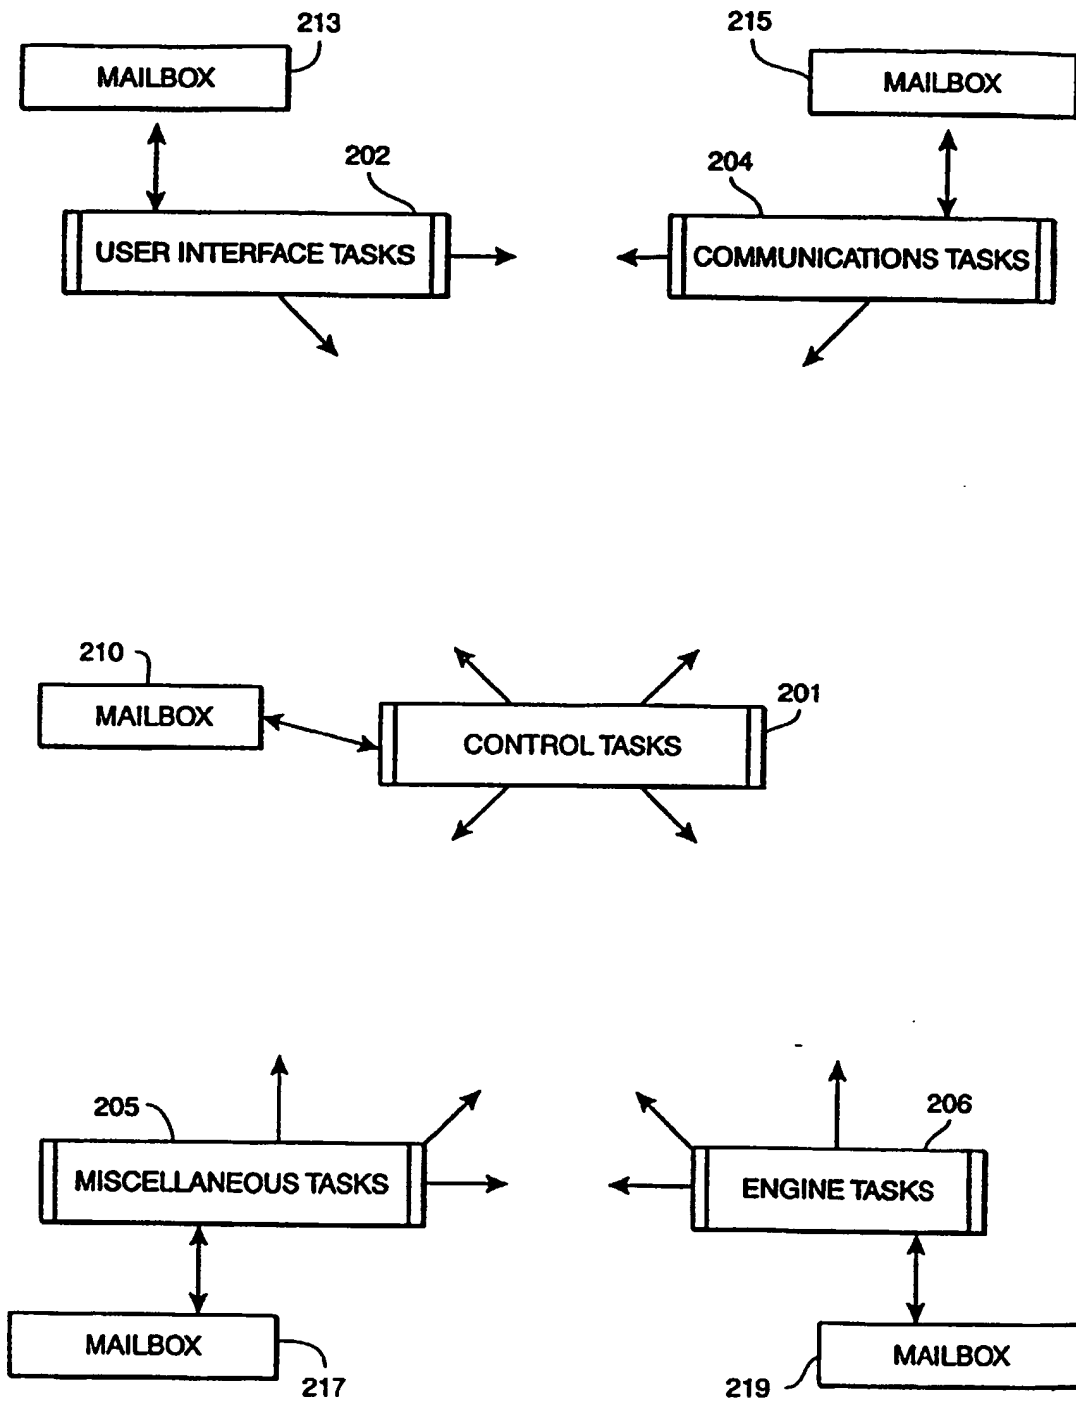 213
215
MAILBOX
MAILBOX
202
204
USER INTERFACE TASKS
COMMUNICATIONS TASKS
210
MAILBOX
201
CONTROL TASKS
205
206
MISCELLANEOUS TASKS
ENGINE TASKS
MAILBOX
MAILBOX
217
219